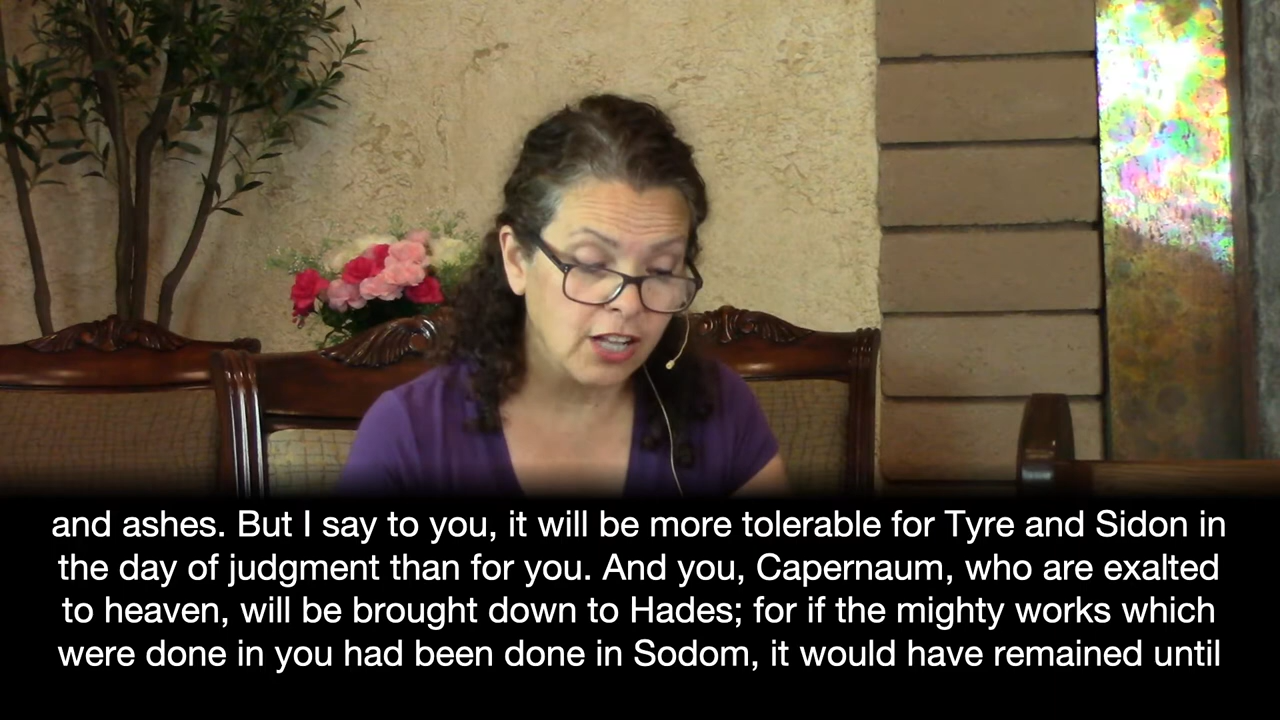 and ashes. But I say to you, it will be more tolerable for Tyre and Sidon in
the day of judgment than for you. And you, Capernaum, who are exalted
to heaven, will be brought down to Hades; for if the mighty works which
were done in you had been done in Sodom, it would have remained until